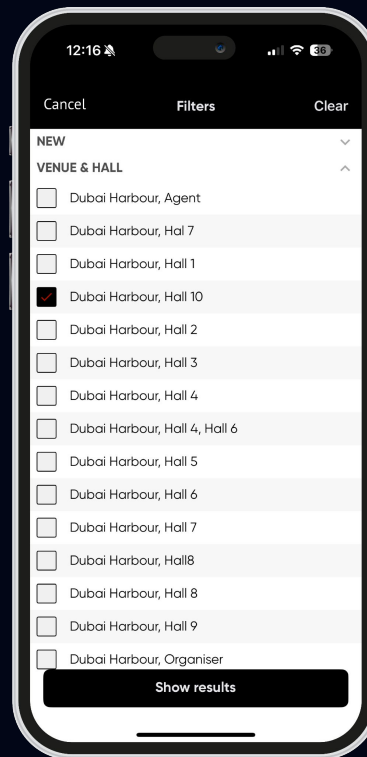 12:16
36
Cancel
Filters
Clear
NEW
VENUE & HALL
Dubai Harbour, Agent
Dubai Harbour, Hal 7
Dubai Harbour, Hall 1
Dubai Harbour, Hall 10
Dubai Harbour, Hall 2
Dubai Harbour, Hall 3
Dubai Harbour, Hall 4
Dubai Harbour, Hall 4, Hall 6
Dubai Harbour, Hall 5
Dubai Harbour, Hall 6
Dubai Harbour, Hall 7
Dubai Harbour, Hall8
Dubai Harbour, Hall 8
Dubai Harbour, Hall 9
Dubai Harbour, Organiser
Show results